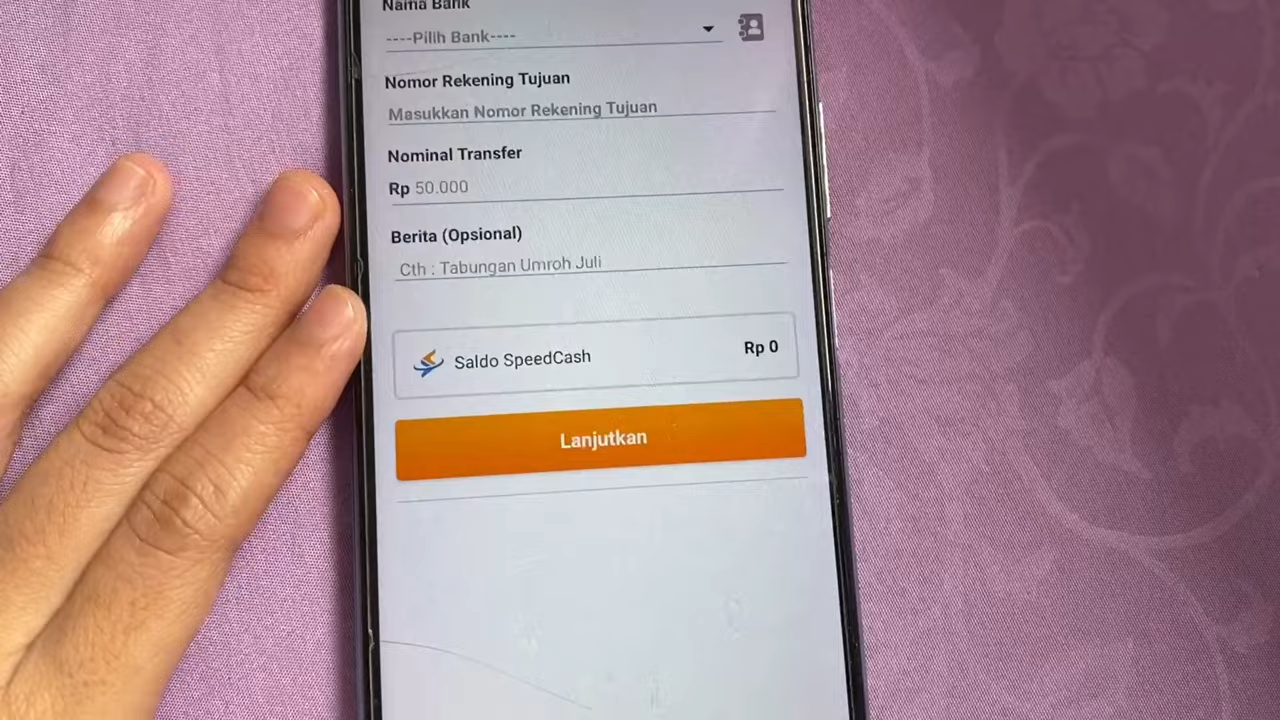 Nama Bank
----Pilih Bank----
Nomor Rekening Tujuan
Masukkan Nomor Rekening Tujuan
Nominal Transfer
Rp 50.000
Berita (Opsional)
Cth : Tabungan Umroh Juli
Saldo SpeedCash Rp 0
Lanjutkan